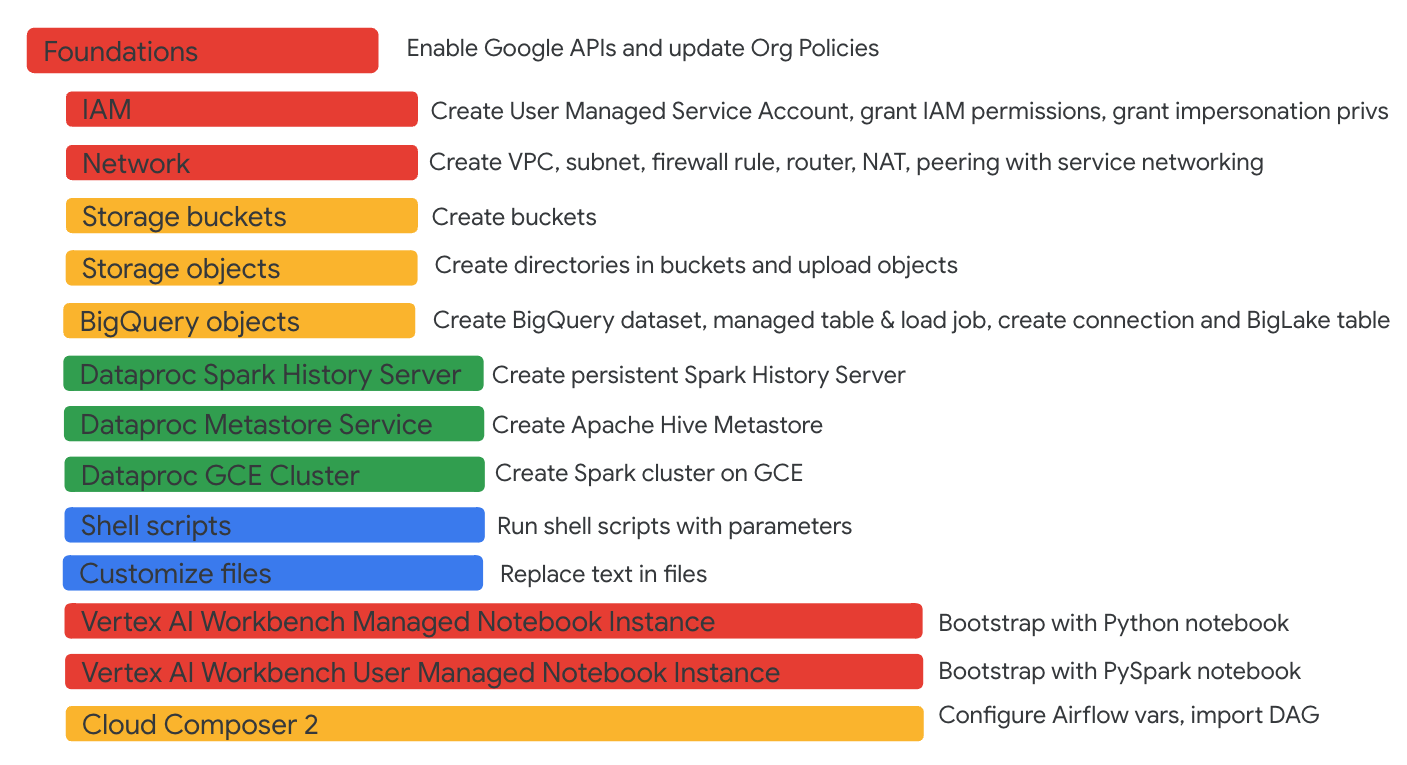 Foundations Enable Google APIs and update Org Policies
IAM Create User Managed Service Account, grant IAM permissions, grant impersonation privs
Network Create VPC, subnet, firewall rule, router, NAT, peering with service networking
Storage buckets Create buckets
Storage objects Create directories in buckets and upload objects
BigQuery objects Create BigQuery dataset, managed table & load job, create connection and BigLake table
Dataproc Spark History Server Create persistent Spark History Server
Dataproc Metastore Service Create Apache Hive Metastore
Dataproc GCE Cluster Create Spark cluster on GCE
Shell scripts Run shell scripts with parameters
Customize files Replace text in files
Vertex AI Workbench Managed Notebook Instance Bootstrap with Python notebook
Vertex AI Workbench User Managed Notebook Instance Bootstrap with PySpark notebook
Cloud Composer 2 Configure Airflow vars, import DAG